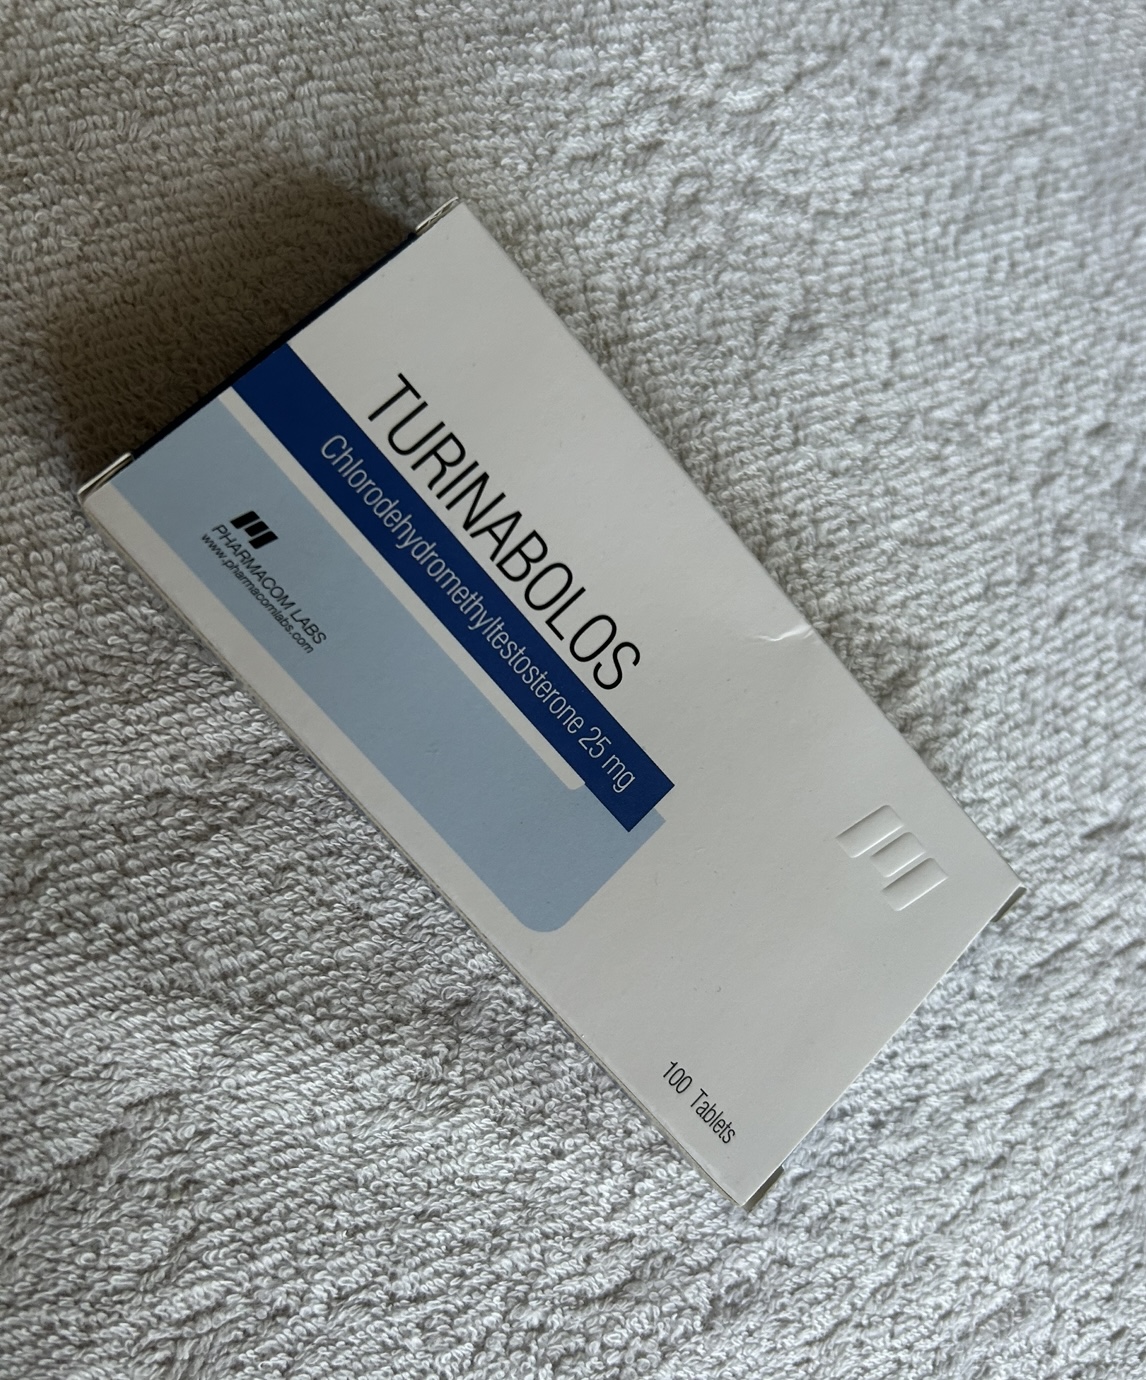 TURINABOLOS
Chlorodehydromethyltestosterone 25 mg
PHARMACOM LABS
www.pharmacomlabs.com
100 Tablets